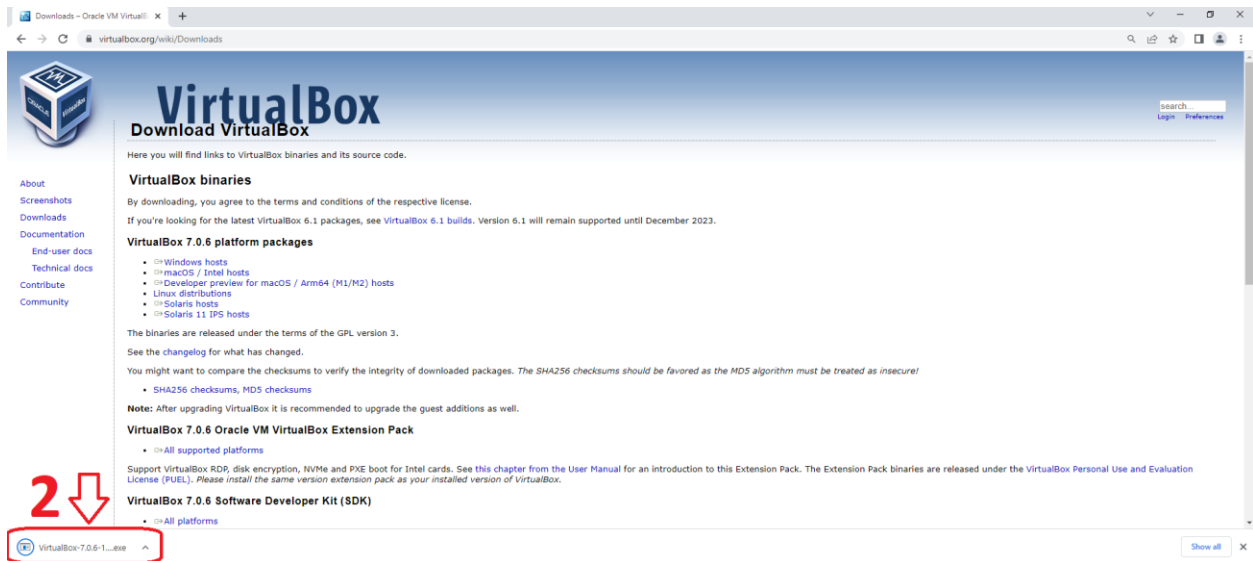 Downloads – Oracle VM VirtualB
virtualbox.org/wiki/Downloads
ORACLE
VirtualBox
VirtualBox
search...
Login Preferences
Download VirtualBox
Here you will find links to VirtualBox binaries and its source code.
About
Screenshots
Downloads
Documentation
End-user docs
Technical docs
Contribute
Community
VirtualBox binaries
By downloading, you agree to the terms and conditions of the respective license.
If you're looking for the latest VirtualBox 6.1 packages, see VirtualBox 6.1 builds. Version 6.1 will remain supported until December 2023.
VirtualBox 7.0.6 platform packages
Windows hosts
macOS / Intel hosts
Developer preview for macOS / Arm64 (M1/M2) hosts
Linux distributions
Solaris hosts
Solaris 11 IPS hosts
The binaries are released under the terms of the GPL version 3.
See the changelog for what has changed.
You might want to compare the checksums to verify the integrity of downloaded packages. The SHA256 checksums should be favored as the MD5 algorithm must be treated as insecure!
SHA256 checksums, MD5 checksums
Note: After upgrading VirtualBox it is recommended to upgrade the guest additions as well.
VirtualBox 7.0.6 Oracle VM VirtualBox Extension Pack
All supported platforms
Support VirtualBox RDP, disk encryption, NVMe and PXE boot for Intel cards. See this chapter from the User Manual for an introduction to this Extension Pack. The Extension Pack binaries are released under the VirtualBox Personal Use and Evaluation
License (PUEL). Please install the same version extension pack as your installed version of VirtualBox.
VirtualBox 7.0.6 Software Developer Kit (SDK)
All platforms
2
VirtualBox-7.0.6-1....exe
Show all